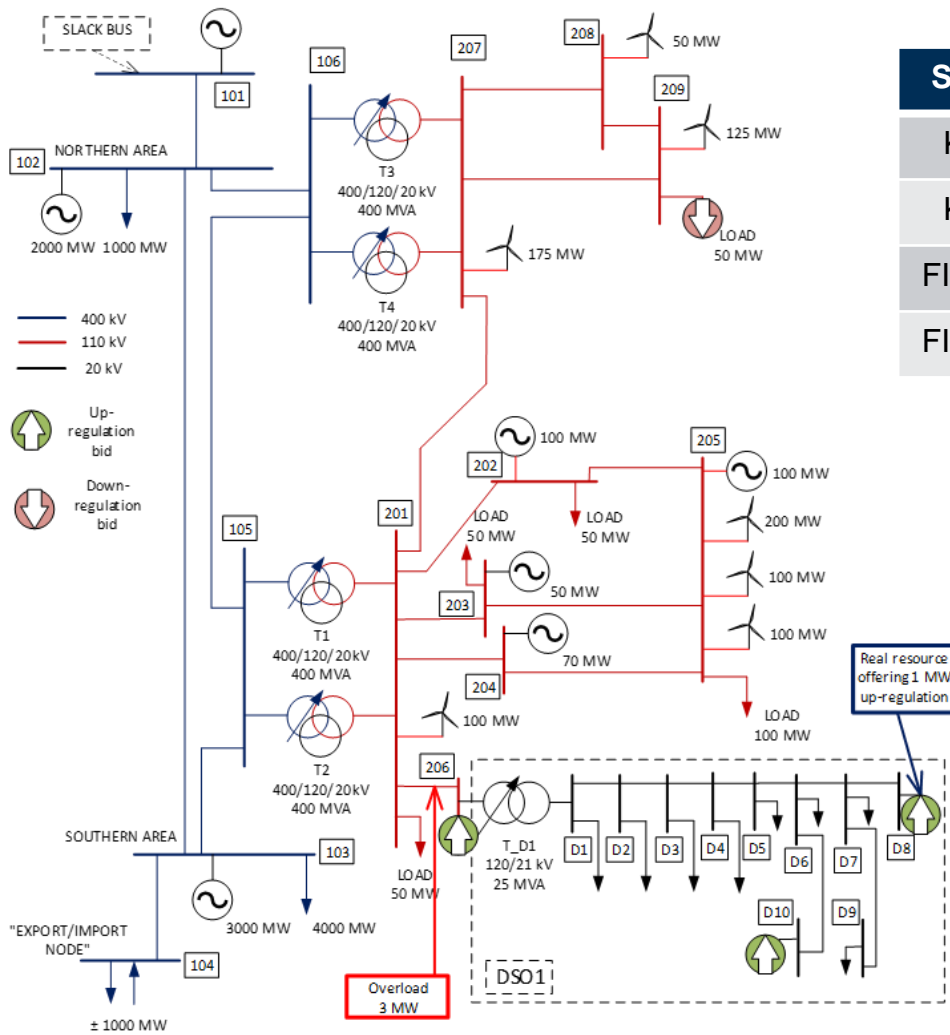 SLACK BUS
101
106
207
208
50 MW
209
125 MW
S
K
K
FI
FI
102
NORTHERN AREA
2000 MW
1000 MW
T3
400/120/20 kV
400 MVA
175 MW
LOAD
50 MW
T4
400/120/20 kV
400 MVA
400 kV
110 kV
20 kV
Up-
regulation
bid
Down-
regulation
bid
100 MW
202
205
100 MW
201
LOAD
50 MW
LOAD
50 MW
200 MW
105
203
50 MW
100 MW
T1
400/120/20 kV
400 MVA
204
70 MW
100 MW
100 MW
LOAD
100 MW
Real resource
offering 1 MW
up-regulation
T2
400/120/20 kV
400 MVA
206
LOAD
50 MW
T_D1
120/21 kV
25 MVA
D1
D2
D3
D4
D5
D6
D7
D8
SOUTHERN AREA
103
3000 MW
4000 MW
D10
D9
"EXPORT/IMPORT
NODE"
104
± 1000 MW
Overload
3 MW
DSO1